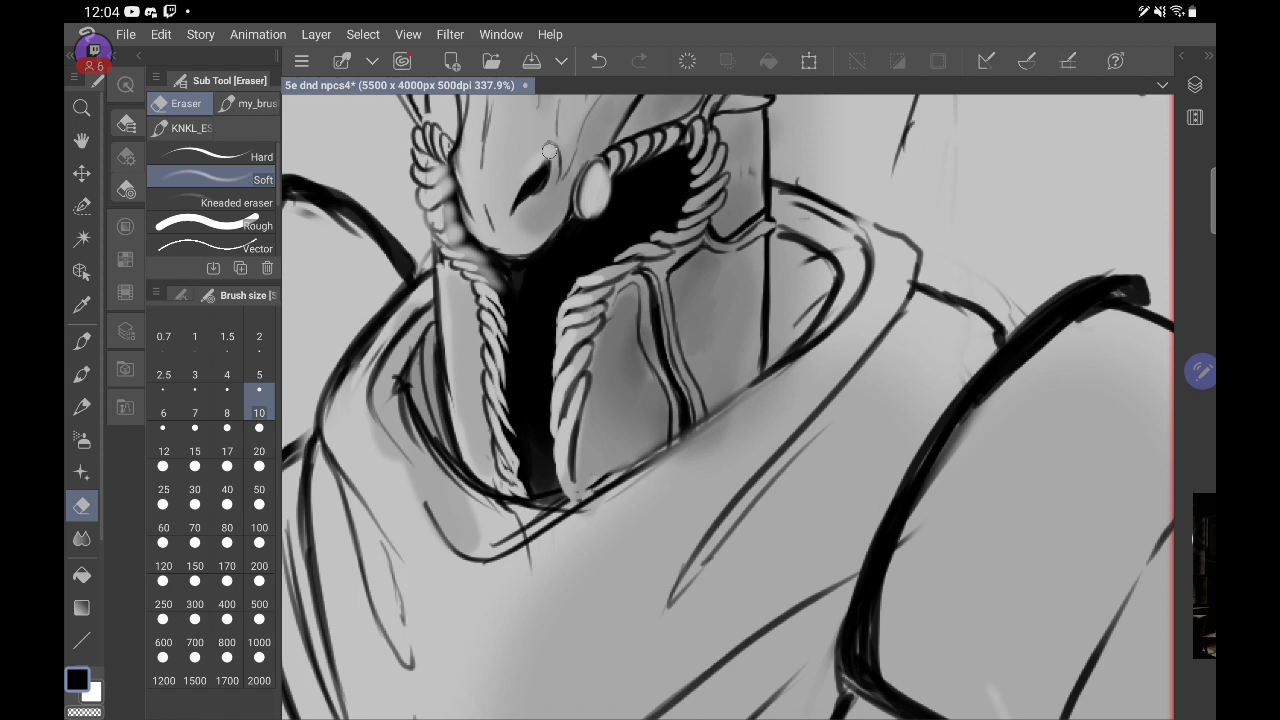 12:04
File Edit Story Animation Layer Select View Filter Window Help
6
Sub Tool [Eraser]
5e dnd npcs4* (5500 x 4000px 500dpi 337.9%)
Eraser my_brus
KNKL_ES
Hard
Soft
Kneaded eraser
Rough
Vector
Brush size [S
0.7 1 1.5 2
2.5 3 4 5
6 7 8 10
12 15 17 20
25 30 40 50
60 70 80 100
120 150 170 200
250 300 400 500
600 700 800 1000
1200 1500 1700 2000